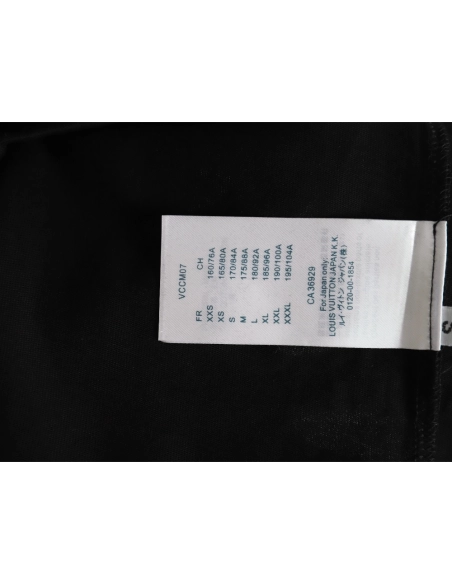 VCCM07
FR CH
XXS 160/76A
XS 165/80A
S 170/84A
M 175/88A
L 180/92A
XL 185/96A
XXL 190/100A
XXXL 195/104A
CA36929
For Japan only:
LOUIS VUITTON JAPAN K.K.
ルイ・ヴィトン ジャパン(株)
0120-00-1854
S